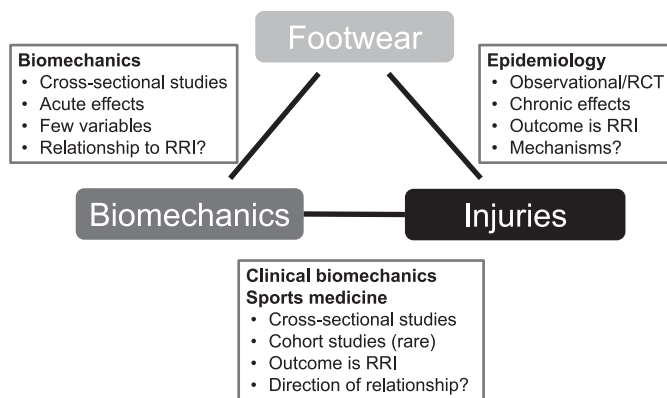 Footwear
Biomechanics
• Cross-sectional studies
• Acute effects
• Few variables
• Relationship to RRI?
Epidemiology
• Observational/RCT
• Chronic effects
• Outcome is RRI
• Mechanisms?
Biomechanics
Injuries
Clinical biomechanics
Sports medicine
• Cross-sectional studies
• Cohort studies (rare)
• Outcome is RRI
• Direction of relationship?